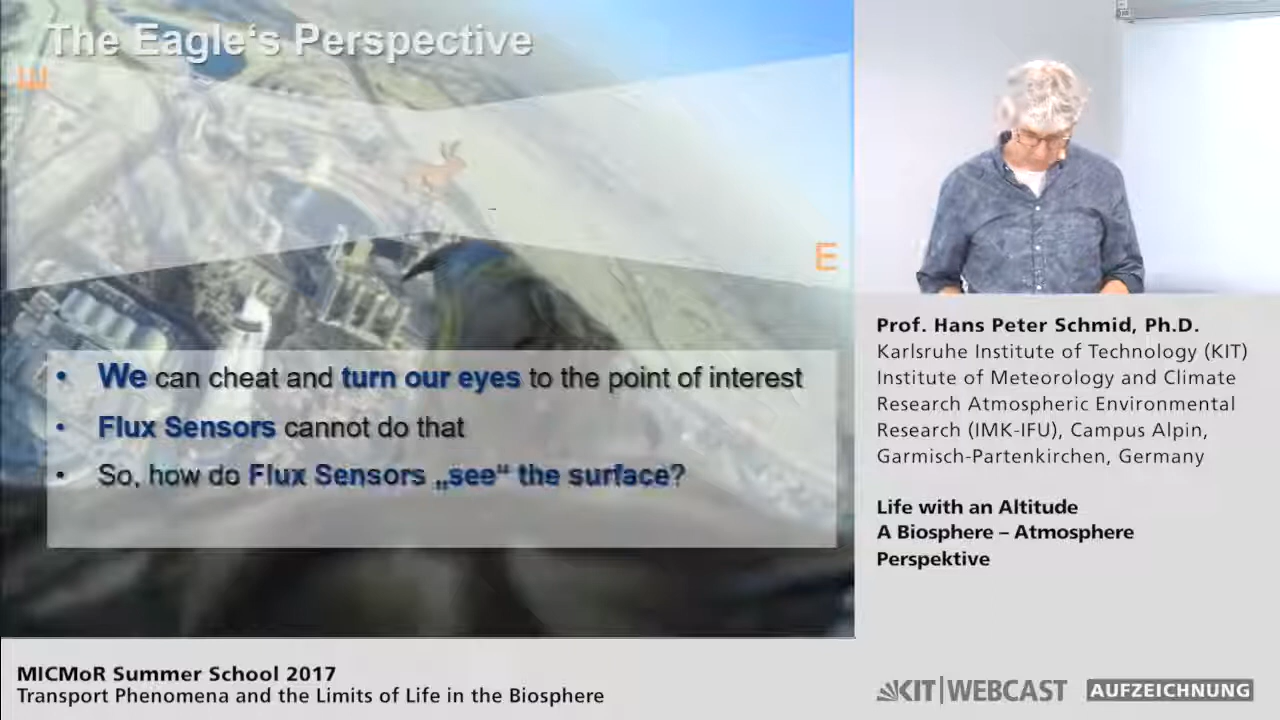 The Eagle‘s Perspective
E
E
• We can cheat and turn our eyes to the point of interest
• Flux Sensors cannot do that
• So, how do Flux Sensors „see“ the surface?
Prof. Hans Peter Schmid, Ph.D.
Karlsruhe Institute of Technology (KIT)
Institute of Meteorology and Climate
Research Atmospheric Environmental
Research (IMK-IFU), Campus Alpin,
Garmisch-Partenkirchen, Germany
Life with an Altitude
A Biosphere – Atmosphere
Perspektive
MICMoR Summer School 2017
Transport Phenomena and the Limits of Life in the Biosphere
KIT|WEBCAST
AUFZEICHNUNG